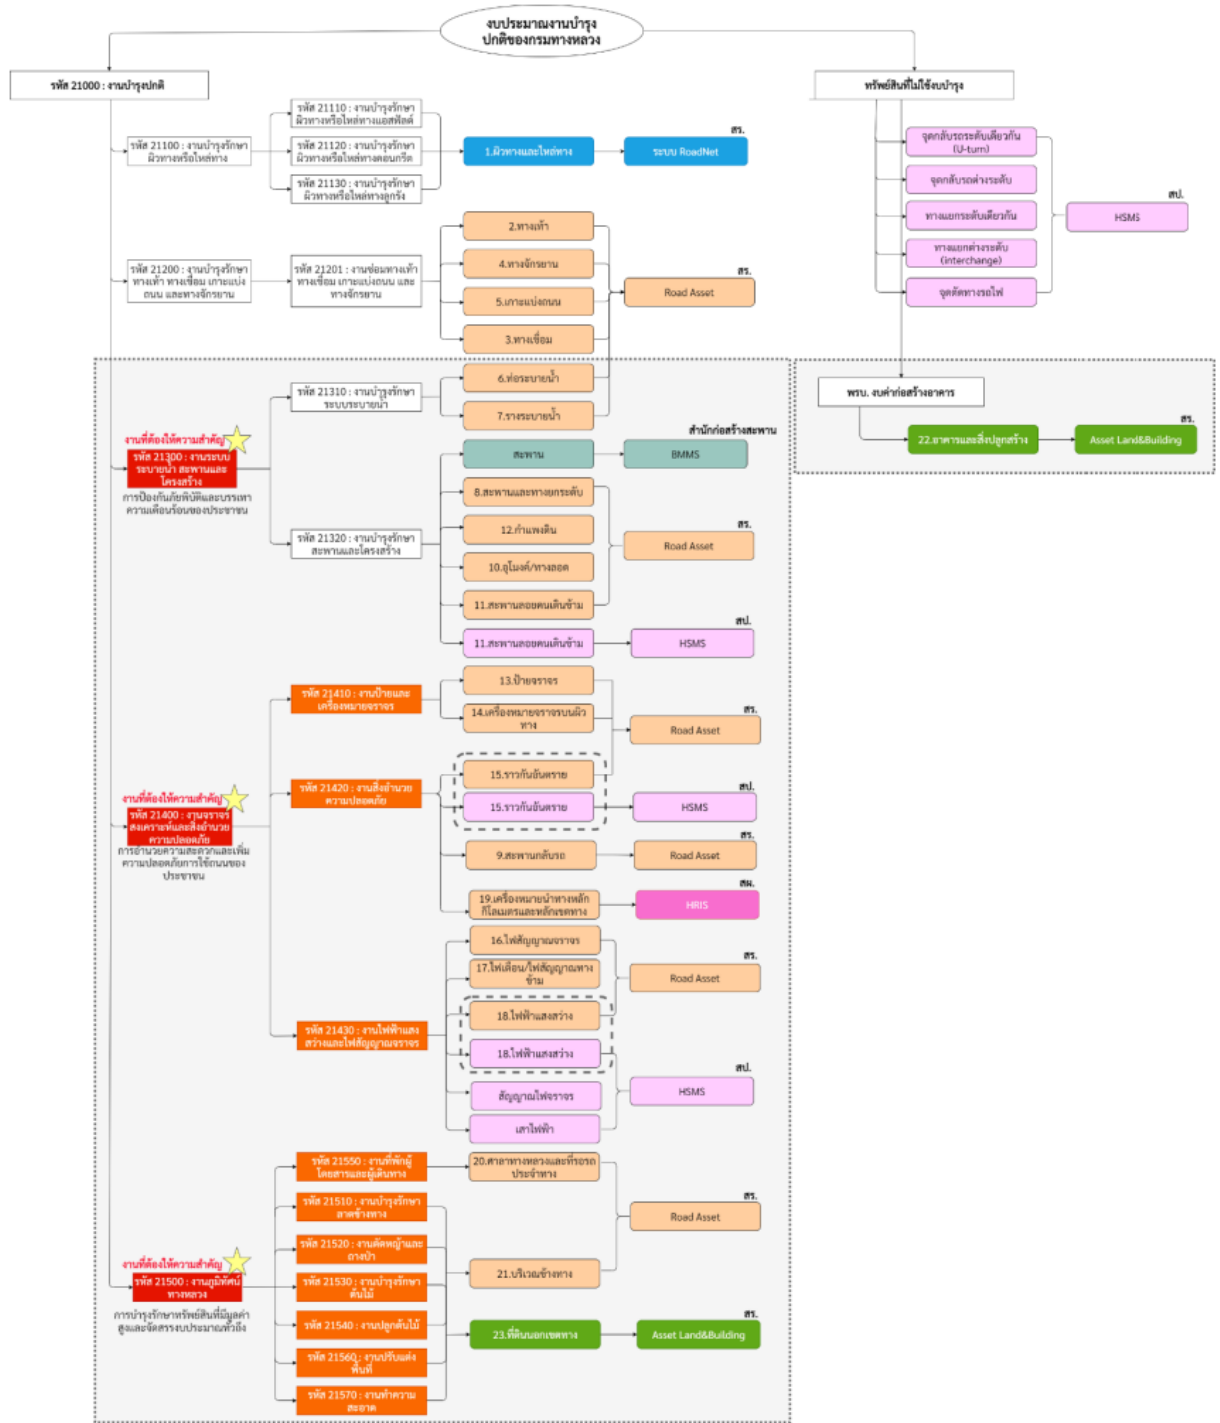 งบประมาณงานบำรุง
ปกติของกรมทางหลวง
รหัส 21000 : งานบำรุงปกติ
ทรัพย์สินที่ไม่ใช้งบบำรุง
รหัส 21100 : งานบำรุงรักษา
ผิวทางหรือไหล่ทาง
รหัส 21110 : งานบำรุงรักษา
ผิวทางหรือไหล่ทางแอสฟัลต์
รหัส 21120 : งานบำรุงรักษา
ผิวทางหรือไหล่ทางคอนกรีต
รหัส 21130 : งานบำรุงรักษา
ผิวทางหรือไหล่ทางลูกรัง
1.ผิวทางและไหล่ทาง
สร.
ระบบ RoadNet
จุดกลับรถระดับเดียวกัน
(U-turn)
จุดกลับรถต่างระดับ
ทางแยกระดับเดียวกัน
ทางแยกต่างระดับ
(interchange)
จุดตัดทางรถไฟ
สป.
HSMS
รหัส 21200 : งานบำรุงรักษา
ทางเท้า ทางเชื่อม เกาะแบ่ง
ถนน และทางจักรยาน
รหัส 21201 : งานซ่อมทางเท้า
ทางเชื่อม เกาะแบ่งถนน และ
ทางจักรยาน
2.ทางเท้า
4.ทางจักรยาน
5.เกาะแบ่งถนน
3.ทางเชื่อม
สร.
Road Asset
พรบ. งบค่าก่อสร้างอาคาร
22.อาคารและสิ่งปลูกสร้าง
สร.
Asset Land&Building
งานที่ต้องให้ความสำคัญ
รหัส 21300 : งานระบบ
ระบายน้ำ สะพานและ
โครงสร้าง
การป้องกันภัยพิบัติและบรรเทา
ความเดือนร้อนของประชาชน
รหัส 21310 : งานบำรุงรักษา
ระบบระบายน้ำ
6.ท่อระบายน้ำ
7.รางระบายน้ำ
รหัส 21320 : งานบำรุงรักษา
สะพานและโครงสร้าง
สะพาน
สำนักก่อสร้างสะพาน
BMMS
8.สะพานและทางยกระดับ
12.กำแพงดิน
10.อุโมงค์/ทางลอด
11.สะพานลอยคนเดินข้าม
สร.
Road Asset
11.สะพานลอยคนเดินข้าม
สป.
HSMS
งานที่ต้องให้ความสำคัญ
รหัส 21400 : งานจราจร
สงเคราะห์และสิ่งอำนวย
ความปลอดภัย
การอำนวยความสะดวกและเพิ่ม
ความปลอดภัยการใช้ถนนของ
ประชาชน
รหัส 21410 : งานป้ายและ
เครื่องหมายจราจร
13.ป้ายจราจร
14.เครื่องหมายจราจรบนผิว
ทาง
สร.
Road Asset
รหัส 21420 : งานสิ่งอำนวย
ความปลอดภัย
15.ราวกันอันตราย
15.ราวกันอันตราย
สป.
HSMS
9.สะพานกลับรถ
สร.
Road Asset
19.เครื่องหมายนำทางหลัก
กิโลเมตรและหลักเขตทาง
สผ.
HRIS
รหัส 21430 : งานไฟฟ้าแสง
สว่างและไฟสัญญาณจราจร
16.ไฟสัญญาณจราจร
17.ไฟเตือน/ไฟสัญญาณทาง
ข้าม
18.ไฟฟ้าแสงสว่าง
สร.
Road Asset
18.ไฟฟ้าแสงสว่าง
สัญญาณไฟจราจร
เสาไฟฟ้า
สป.
HSMS
งานที่ต้องให้ความสำคัญ
รหัส 21500 : งานภูมิทัศน์
ทางหลวง
การบำรุงรักษาทรัพย์สินที่มีมูลค่า
สูงและจัดสรรงบประมาณทั่วถึง
รหัส 21550 : งานที่พักผู้
โดยสารและผู้เดินทาง
รหัส 21510 : งานบำรุงรักษา
ลาดข้างทาง
รหัส 21520 : งานตัดหญ้าและ
ถางป่า
รหัส 21530 : งานบำรุงรักษา
ต้นไม้
รหัส 21540 : งานปลูกต้นไม้
รหัส 21560 : งานปรับแต่ง
พื้นที่
รหัส 21570 : งานทำความ
สะอาด
20.ศาลาทางหลวงและที่รอรถ
ประจำทาง
21.บริเวณข้างทาง
สร.
Road Asset
23.ที่ดินนอกเขตทาง
สร.
Asset Land&Building